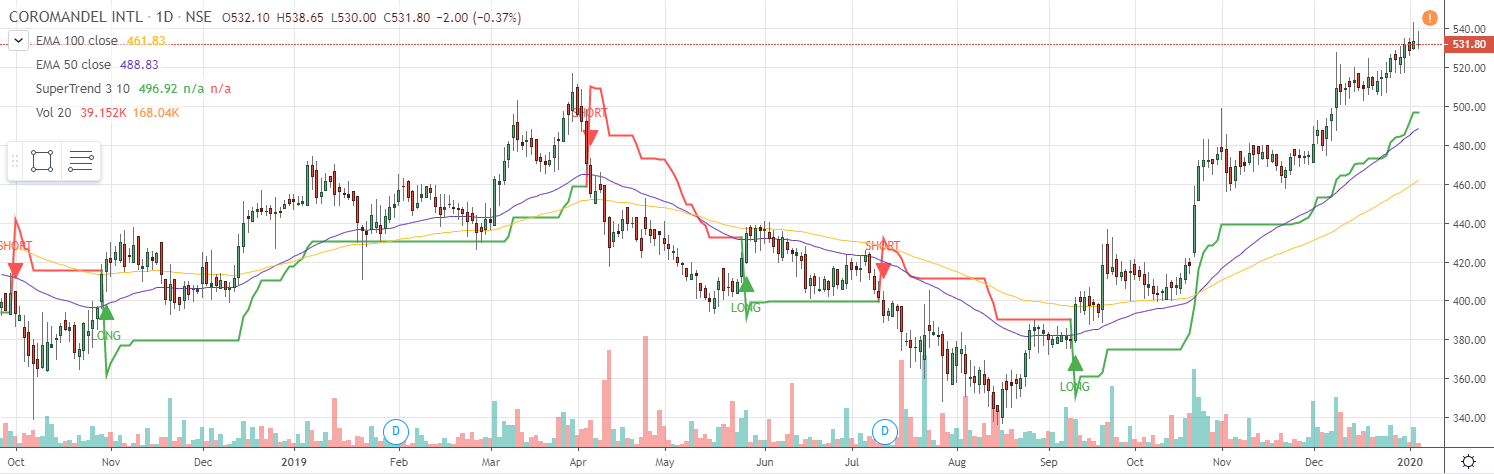 COROMANDEL INTL · 1D · NSE O532.10 H538.65 L530.00 C531.80 −2.00 (−0.37%)
EMA 100 close 461.83
EMA 50 close 488.83
SuperTrend 3 10 496.92 n/a n/a
Vol 20 39.152K 168.04K
SHORT
LONG
SHORT
LONG
SHORT
LONG
D
D
!
540.00
531.80
520.00
500.00
480.00
460.00
440.00
420.00
400.00
380.00
360.00
340.00
Oct Nov Dec 2019 Feb Mar Apr May Jun Jul Aug Sep Oct Nov Dec 2020